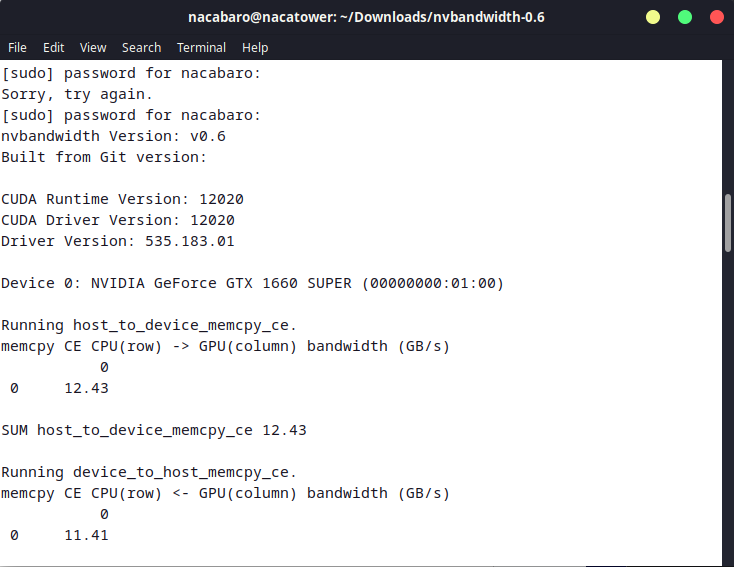 nacabaro@nacatower: ~/Downloads/nvbandwidth-0.6
File Edit View Search Terminal Help
[sudo] password for nacabaro:
Sorry, try again.
[sudo] password for nacabaro:
nvbandwidth Version: v0.6
Built from Git version:

CUDA Runtime Version: 12020
CUDA Driver Version: 12020
Driver Version: 535.183.01

Device 0: NVIDIA GeForce GTX 1660 SUPER (00000000:01:00)

Running host_to_device_memcpy_ce.
memcpy CE CPU(row) -> GPU(column) bandwidth (GB/s)
           0
 0     12.43

SUM host_to_device_memcpy_ce 12.43

Running device_to_host_memcpy_ce.
memcpy CE CPU(row) <- GPU(column) bandwidth (GB/s)
           0
 0     11.41